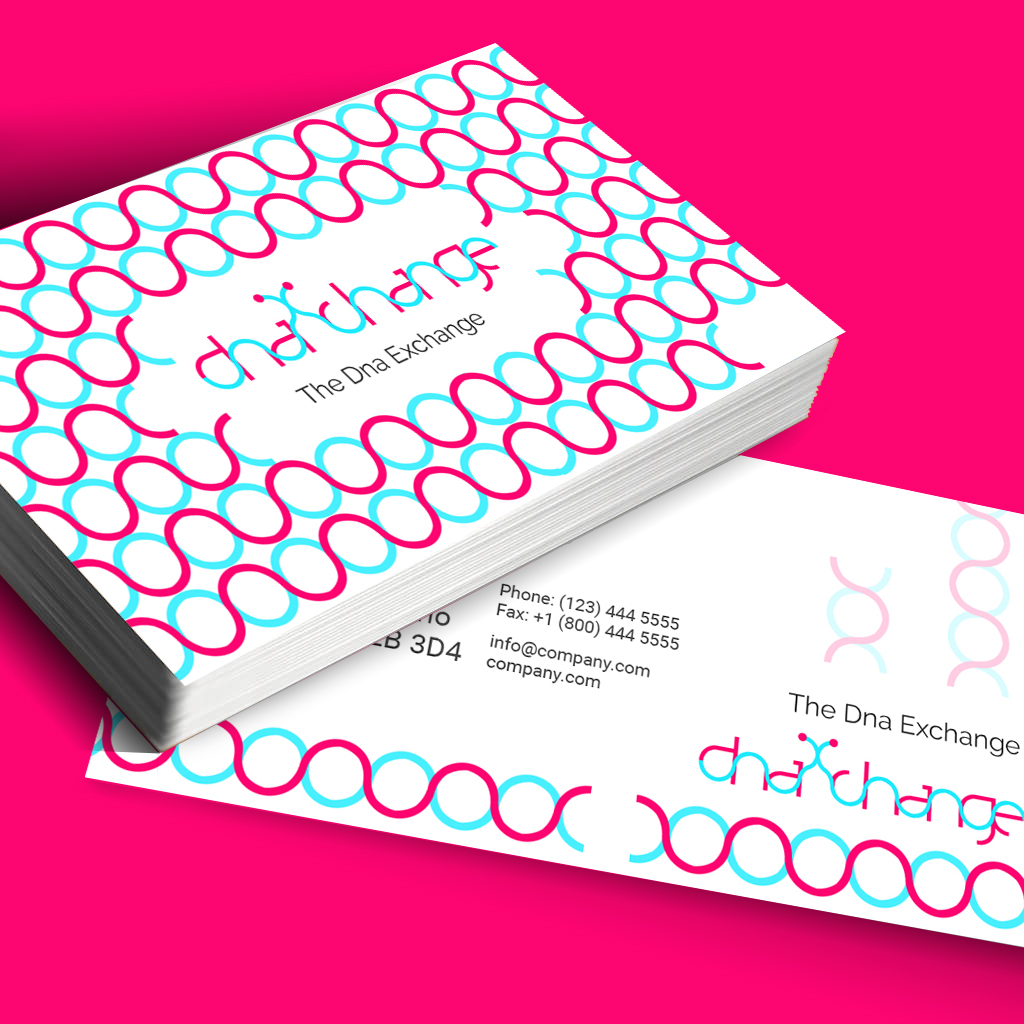 dnaXchange
The Dna Exchange
3D4
Phone: (123) 444 5555
Fax: +1 (800) 444 5555
info@company.com
company.com
The Dna Exchange
dnaXchange